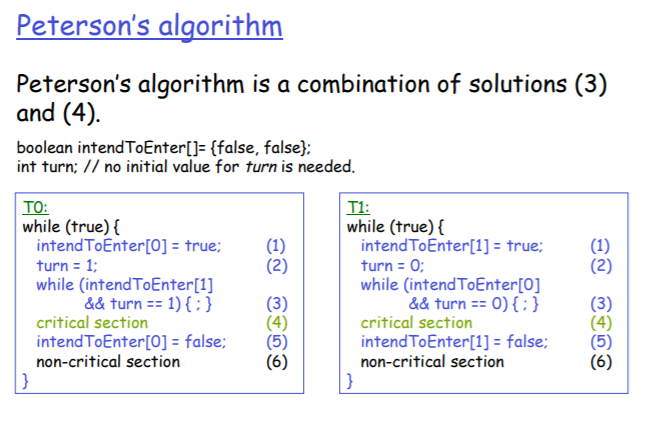 Peterson's algorithm
Peterson's algorithm is a combination of solutions (3)
and (4).
boolean intendToEnter[]= {false, false};
int turn; // no initial value for turn is needed.
T0:
while (true) {
intendToEnter[0] = true; (1)
turn = 1; (2)
while (intendToEnter[1]
&& turn == 1) { ; } (3)
critical section (4)
intendToEnter[0] = false; (5)
non-critical section (6)
}
T1:
while (true) {
intendToEnter[1] = true; (1)
turn = 0; (2)
while (intendToEnter[0]
&& turn == 0) { ; } (3)
critical section (4)
intendToEnter[1] = false; (5)
non-critical section (6)
}